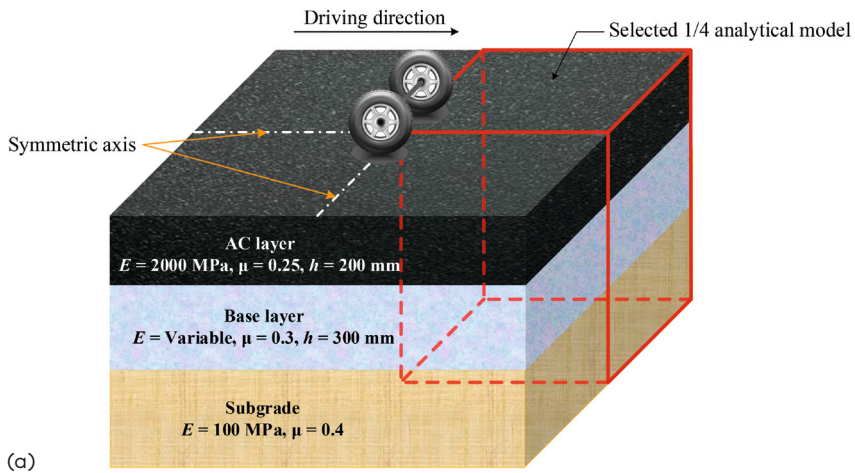 Driving direction
Selected 1/4 analytical model
Symmetric axis
AC layer
E = 2000 MPa, μ = 0.25, h = 200 mm
Base layer
E = Variable, μ = 0.3, h = 300 mm
Subgrade
E = 100 MPa, μ = 0.4
(a)